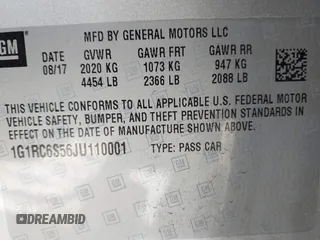 GM
MFD BY GENERAL MOTORS LLC
DATE GVWR GAWR FRT GAWR RR
08/17 2020 KG 1073 KG 947 KG
4454 LB 2366 LB 2088 LB
THIS VEHICLE CONFORMS TO ALL APPLICABLE U.S. FEDERAL MOTOR
VEHICLE SAFETY, BUMPER, AND THEFT PREVENTION STANDARDS
IN EFFECT ON THE DATE OF MANUFACTURE SHOWN ABOVE.
1G1RC6S56JU110001 TYPE: PASS CAR
AUTOBIDMASTER